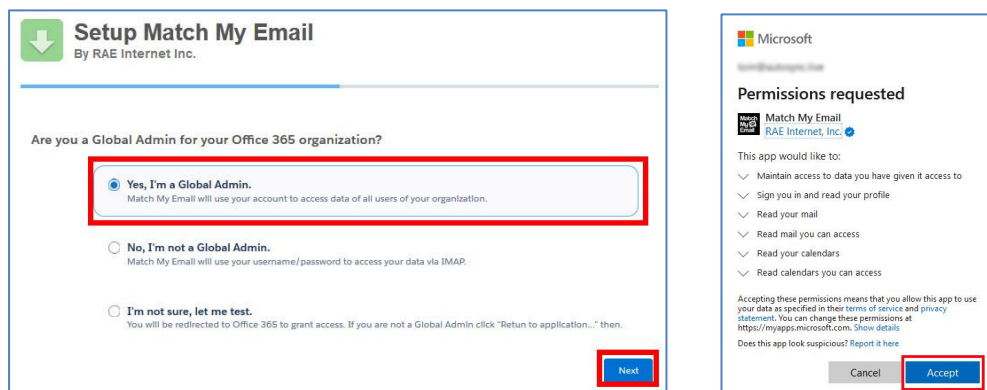 Setup Match My Email
By RAE Internet Inc.
Are you a Global Admin for your Office 365 organization?
Yes, I'm a Global Admin.
Match My Email will use your account to access data of all users of your organization.
No, I'm not a Global Admin.
Match My Email will use your username/password to access your data via IMAP.
I'm not sure, let me test.
You will be redirected to Office 365 to grant access. If you are not a Global Admin click "Retun to application..." then.
Next
Microsoft
Permissions requested
Match My Email
Match My Email
RAE Internet, Inc.
This app would like to:
Maintain access to data you have given it access to
Sign you in and read your profile
Read your mail
Read mail you can access
Read your calendars
Read calendars you can access
Accepting these permissions means that you allow this app to use
your data as specified in their terms of service and privacy
statement. You can change these permissions at
https://myapps.microsoft.com. Show details
Does this app look suspicious? Report it here
Cancel
Accept